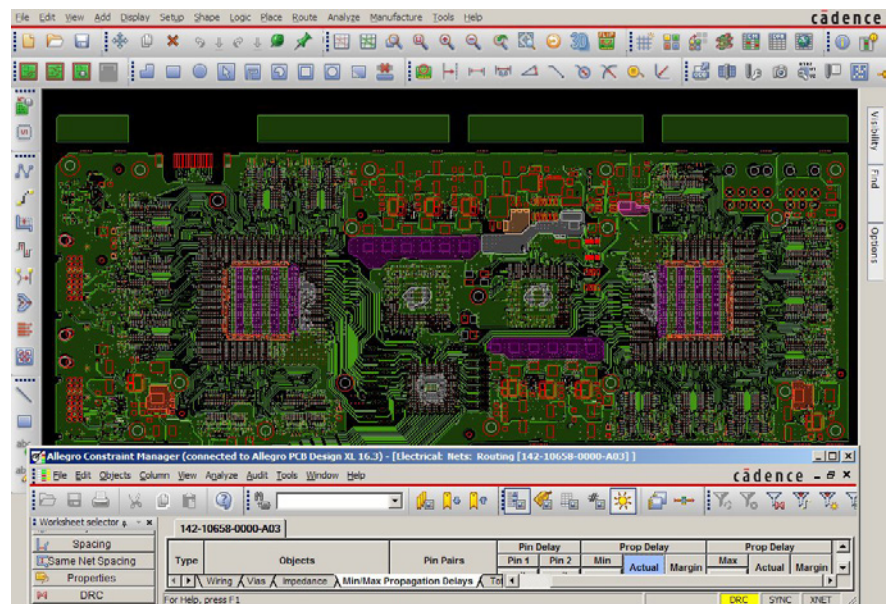 File Edit View Add Display Setup Shape Logic Place Route Analyze Manufacture Tools Help
cādence
3D
Visibility
Find
Options
Allegro Constraint Manager (connected to Allegro PCB Design XL 16.3) - [Electrical: Nets: Routing [142-10658-0000-A03] ]
File Edit Objects Column View Analyze Audit Tools Window Help
cādence
Worksheet selector
142-10658-0000-A03
Spacing
Same Net Spacing
Properties
DRC
Pin Delay Prop Delay Prop Delay
Type Objects Pin Pairs Pin 1 Pin 2 Min Actual Margin Max Actual Margin
Wiring Vias Impedance Min/Max Propagation Delays
For Help, press F1
DRC SYNC XNET